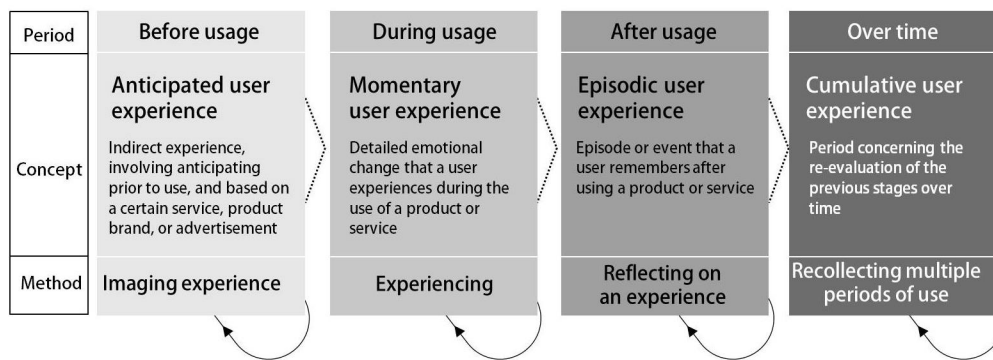 Period
Before usage
During usage
After usage
Over time
Concept
Anticipated user
experience
Indirect experience,
involving anticipating
prior to use, and based on
a certain service, product
brand, or advertisement
Momentary
user experience
Detailed emotional
change that a user
experiences during the
use of a product or
service
Episodic user
experience
Episode or event that a
user remembers after
using a product or service
Cumulative user
experience
Period concerning the
re-evaluation of the
previous stages over
time
Method
Imaging experience
Experiencing
Reflecting on
an experience
Recollecting multiple
periods of use